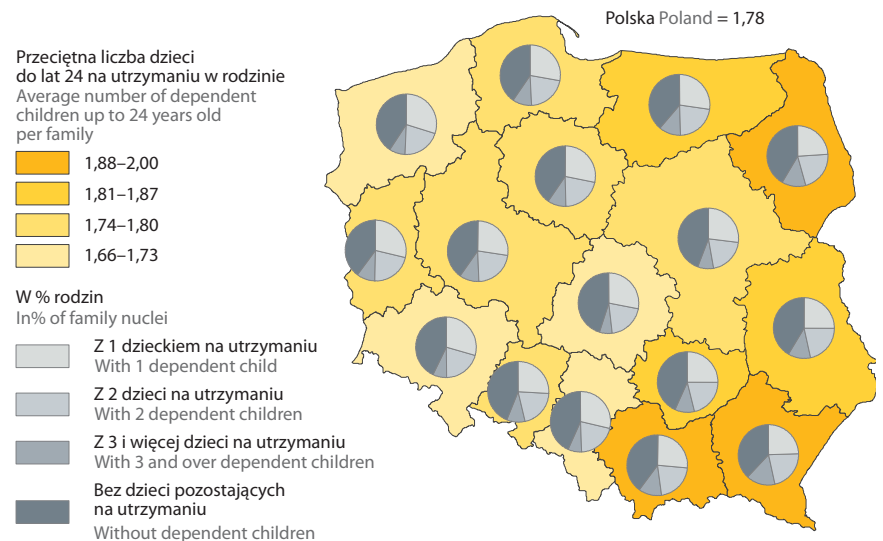 Polska Poland = 1,78
Przeciętna liczba dzieci
do lat 24 na utrzymaniu w rodzinie
Average number of dependent
children up to 24 years old
per family
1,88–2,00
1,81–1,87
1,74–1,80
1,66–1,73
W % rodzin
In% of family nuclei
Z 1 dzieckiem na utrzymaniu
With 1 dependent child
Z 2 dzieci na utrzymaniu
With 2 dependent children
Z 3 i więcej dzieci na utrzymaniu
With 3 and over dependent children
Bez dzieci pozostających
na utrzymaniu
Without dependent children